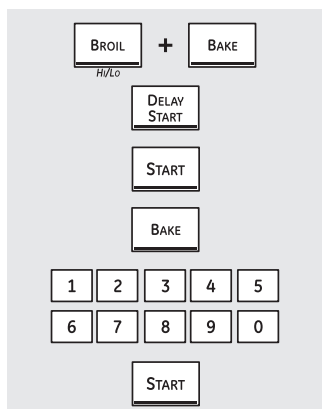 BROIL + BAKE
Hi/Lo
DELAY
START
START
BAKE
1 2 3 4 5
6 7 8 9 0
START